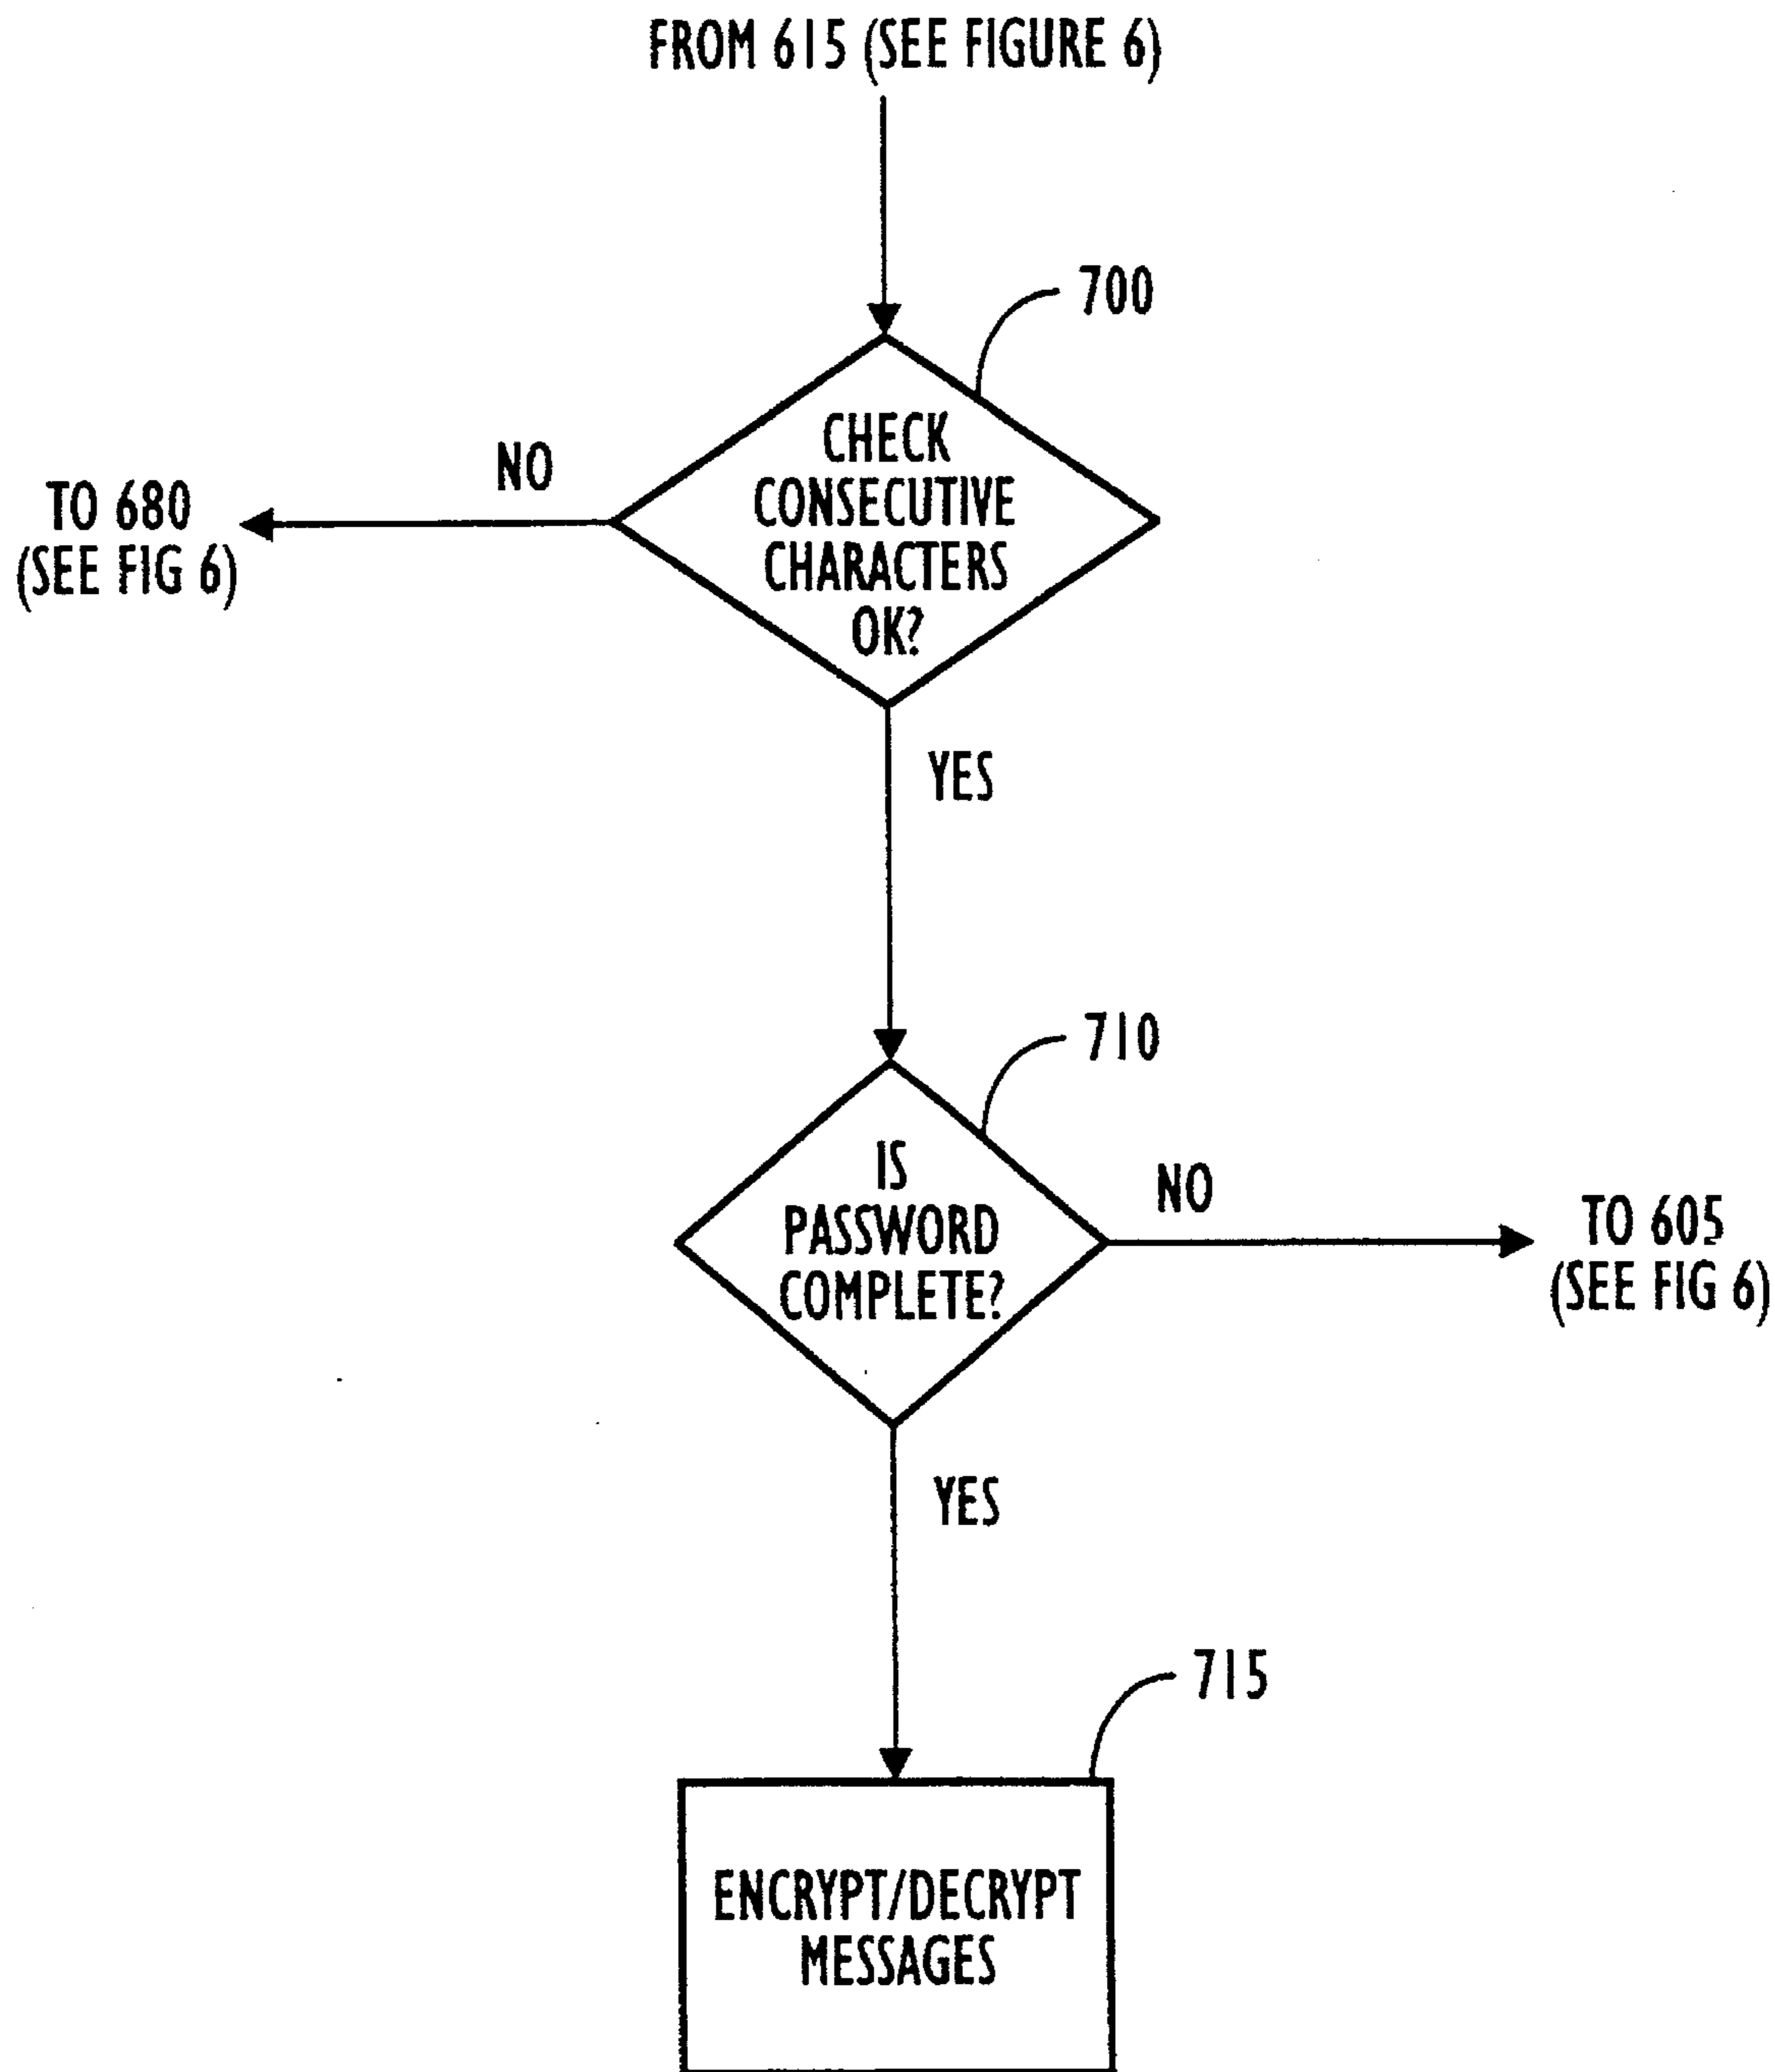 FROM 615 (SEE FIGURE 6)
700
CHECK
CONSECUTIVE
CHARACTERS
OK?
NO
TO 680
(SEE FIG 6)
YES
710
IS
PASSWORD
COMPLETE?
NO
TO 605
(SEE FIG 6)
YES
715
ENCRYPT/DECRYPT
MESSAGES